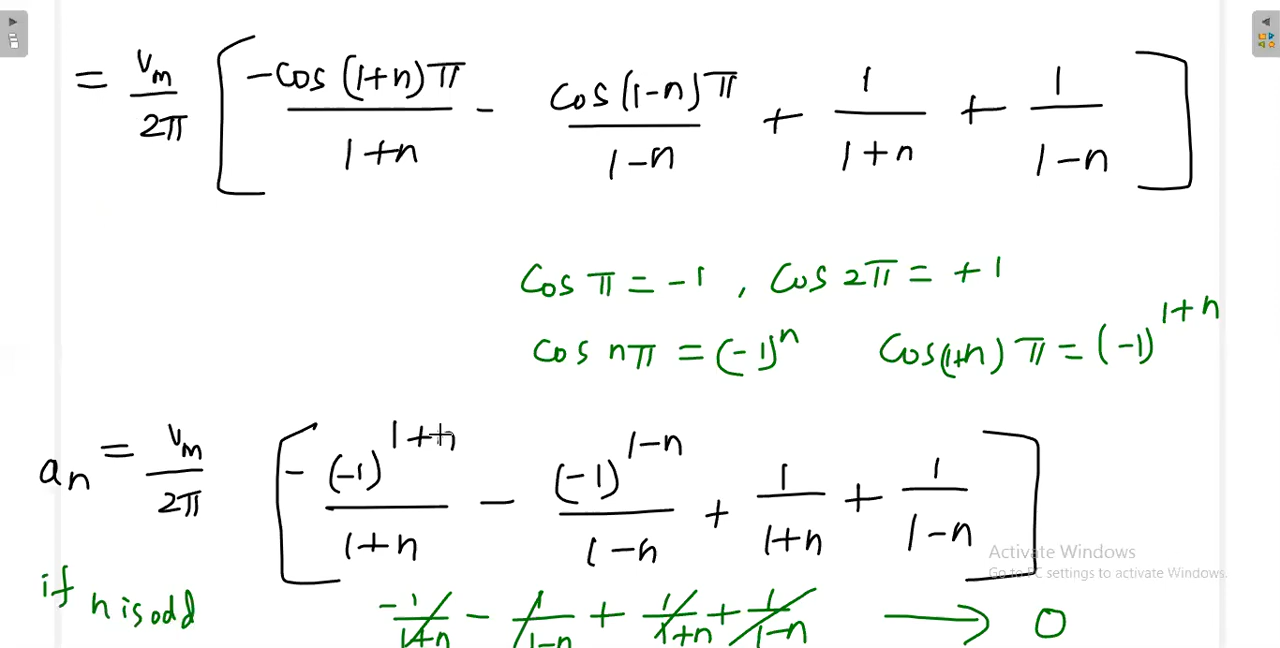 = Vm/2π [ -cos(1+n)π/1+n - cos(1-n)π/1-n + 1/1+n + 1/1-n ]
cos π = -1 , cos 2π = +1
cos nπ = (-1)^n cos(1+n)π = (-1)^1+n
an = Vm/2π [ -(-1)^1+n/1+n - (-1)^1-n/1-n + 1/1+n + 1/1-n ]
Activate Windows
Go to PC settings to activate Windows.
if n is odd -1/1+n - 1/1-n + 1/1+n + 1/1-n → 0